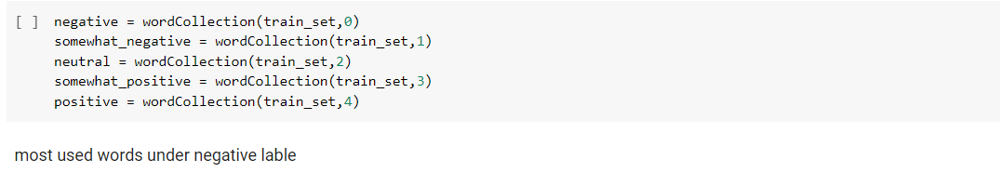 [ ] negative = wordCollection(train_set,0)
somewhat_negative = wordCollection(train_set,1)
neutral = wordCollection(train_set,2)
somewhat_positive = wordCollection(train_set,3)
positive = wordCollection(train_set,4)
most used words under negative lable